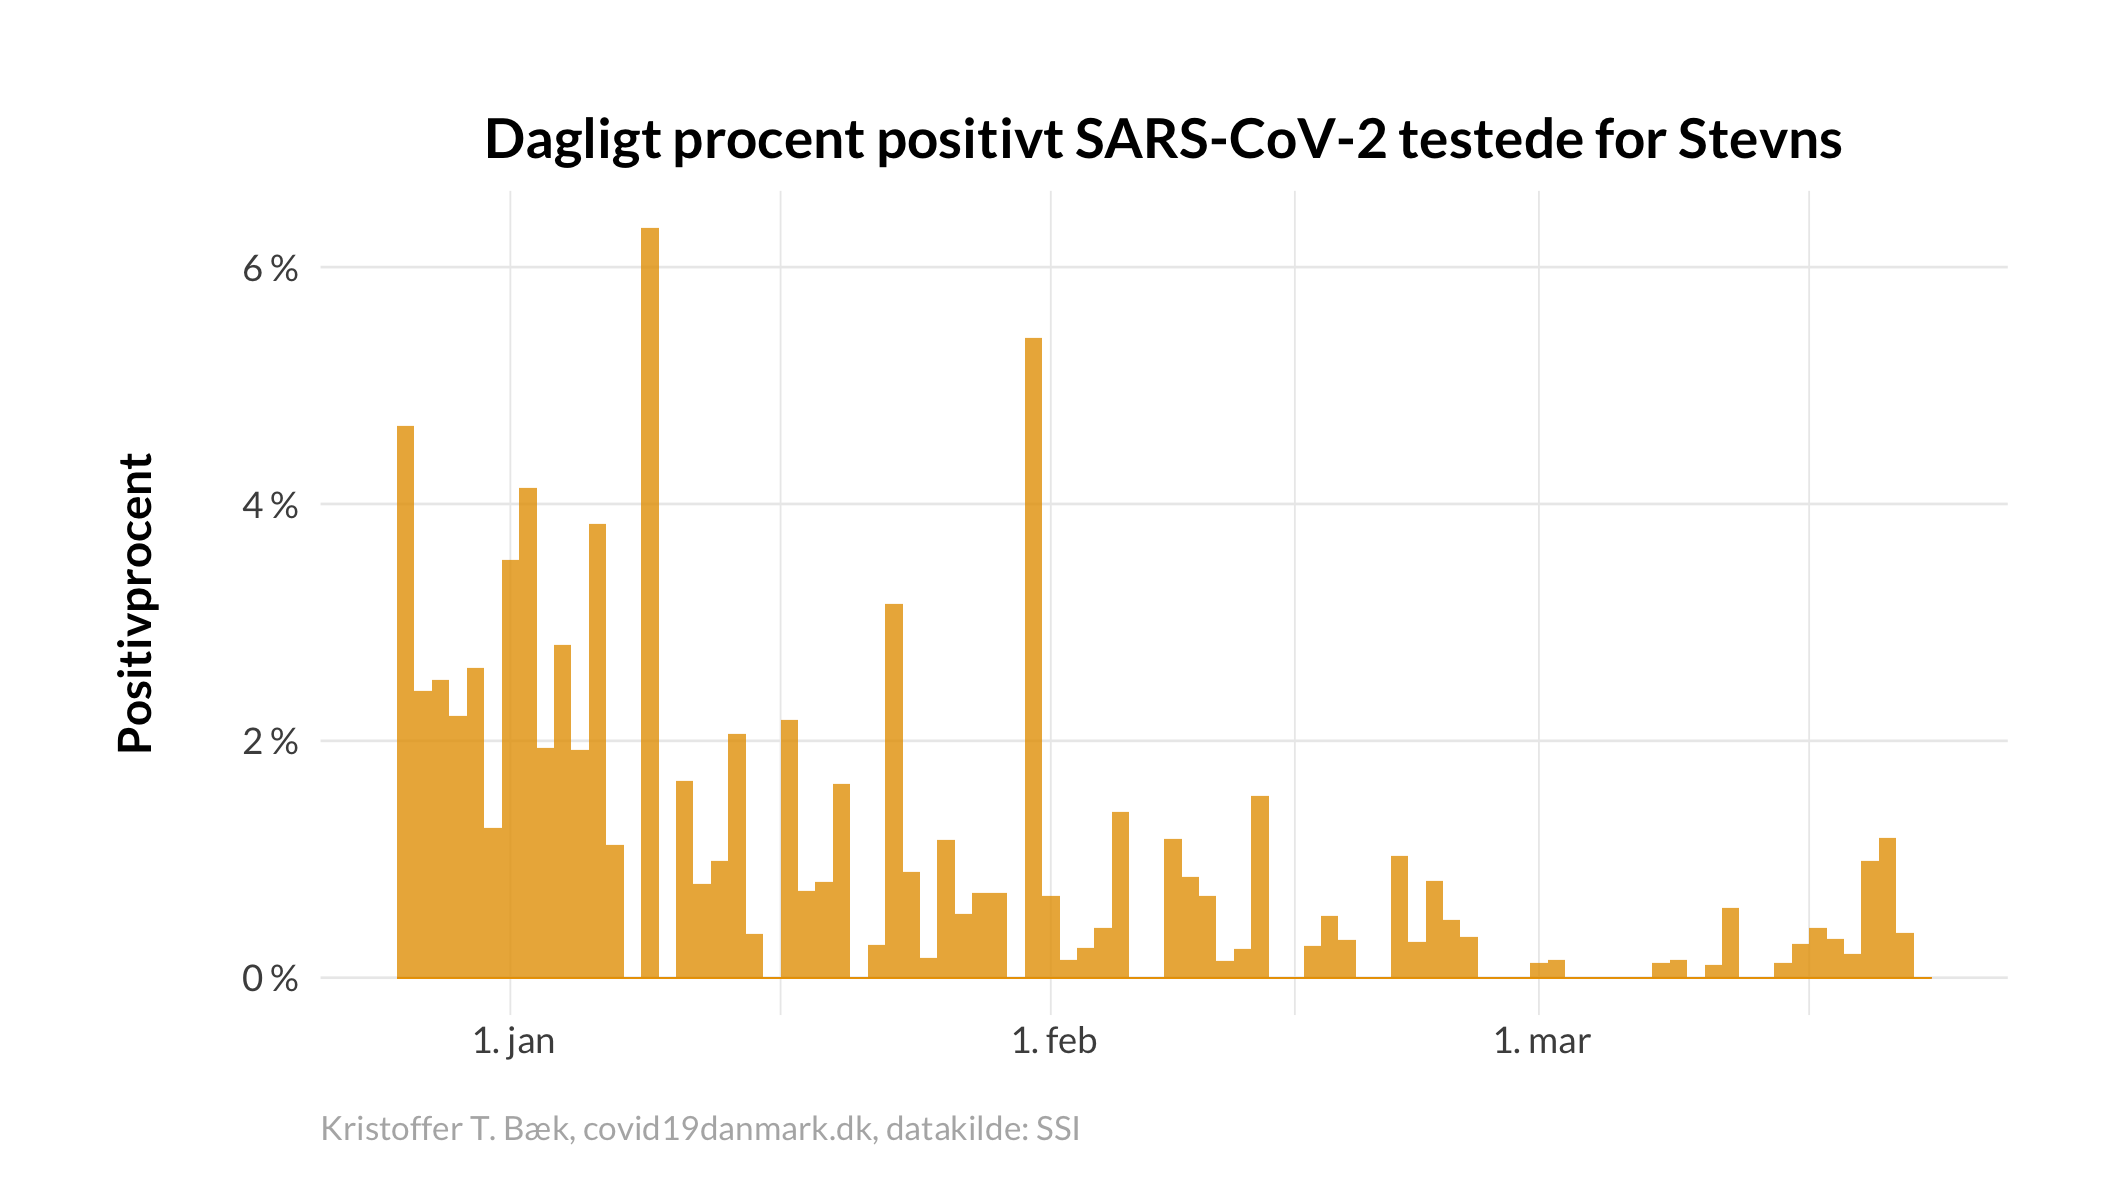 Dagligt procent positivt SARS-CoV-2 testede for Stevns
Positivprocent
6 %
4 %
2 %
0 %
1. jan
1. feb
1. mar
Kristoffer T. Bæk, covid19danmark.dk, datakilde: SSI